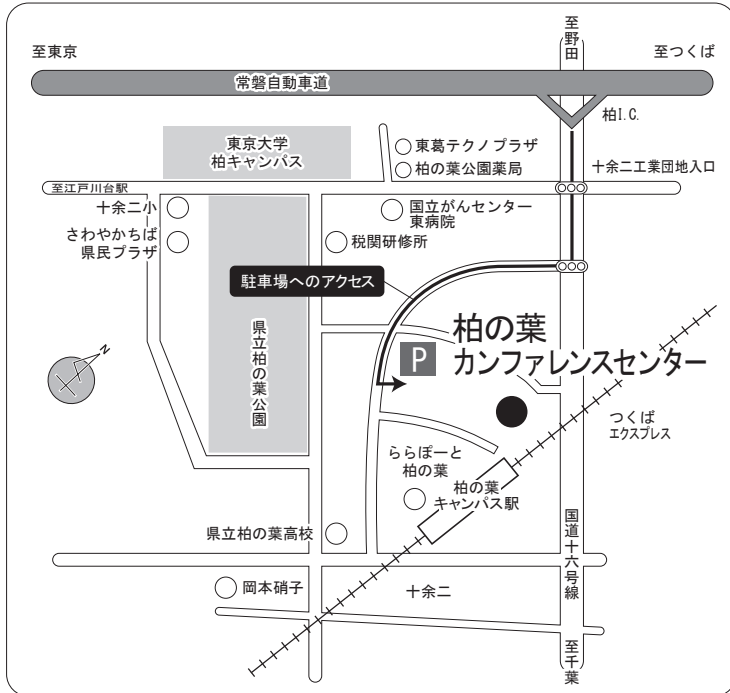 至東京
至野田
至つくば
常磐自動車道
柏I.C.
東京大学
柏キャンパス
東葛テクノプラザ
柏の葉公園薬局
十余二工業団地入口
至江戸川台駅
十余二小
国立がんセンター
東病院
さわやかちば
県民プラザ
税関研修所
駐車場へのアクセス
県立柏の葉公園
柏の葉
カンファレンスセンター
P
N
つくば
エクスプレス
ららぽーと
柏の葉
柏の葉
キャンパス駅
県立柏の葉高校
国道十六号線
岡本硝子
十余二
至千葉